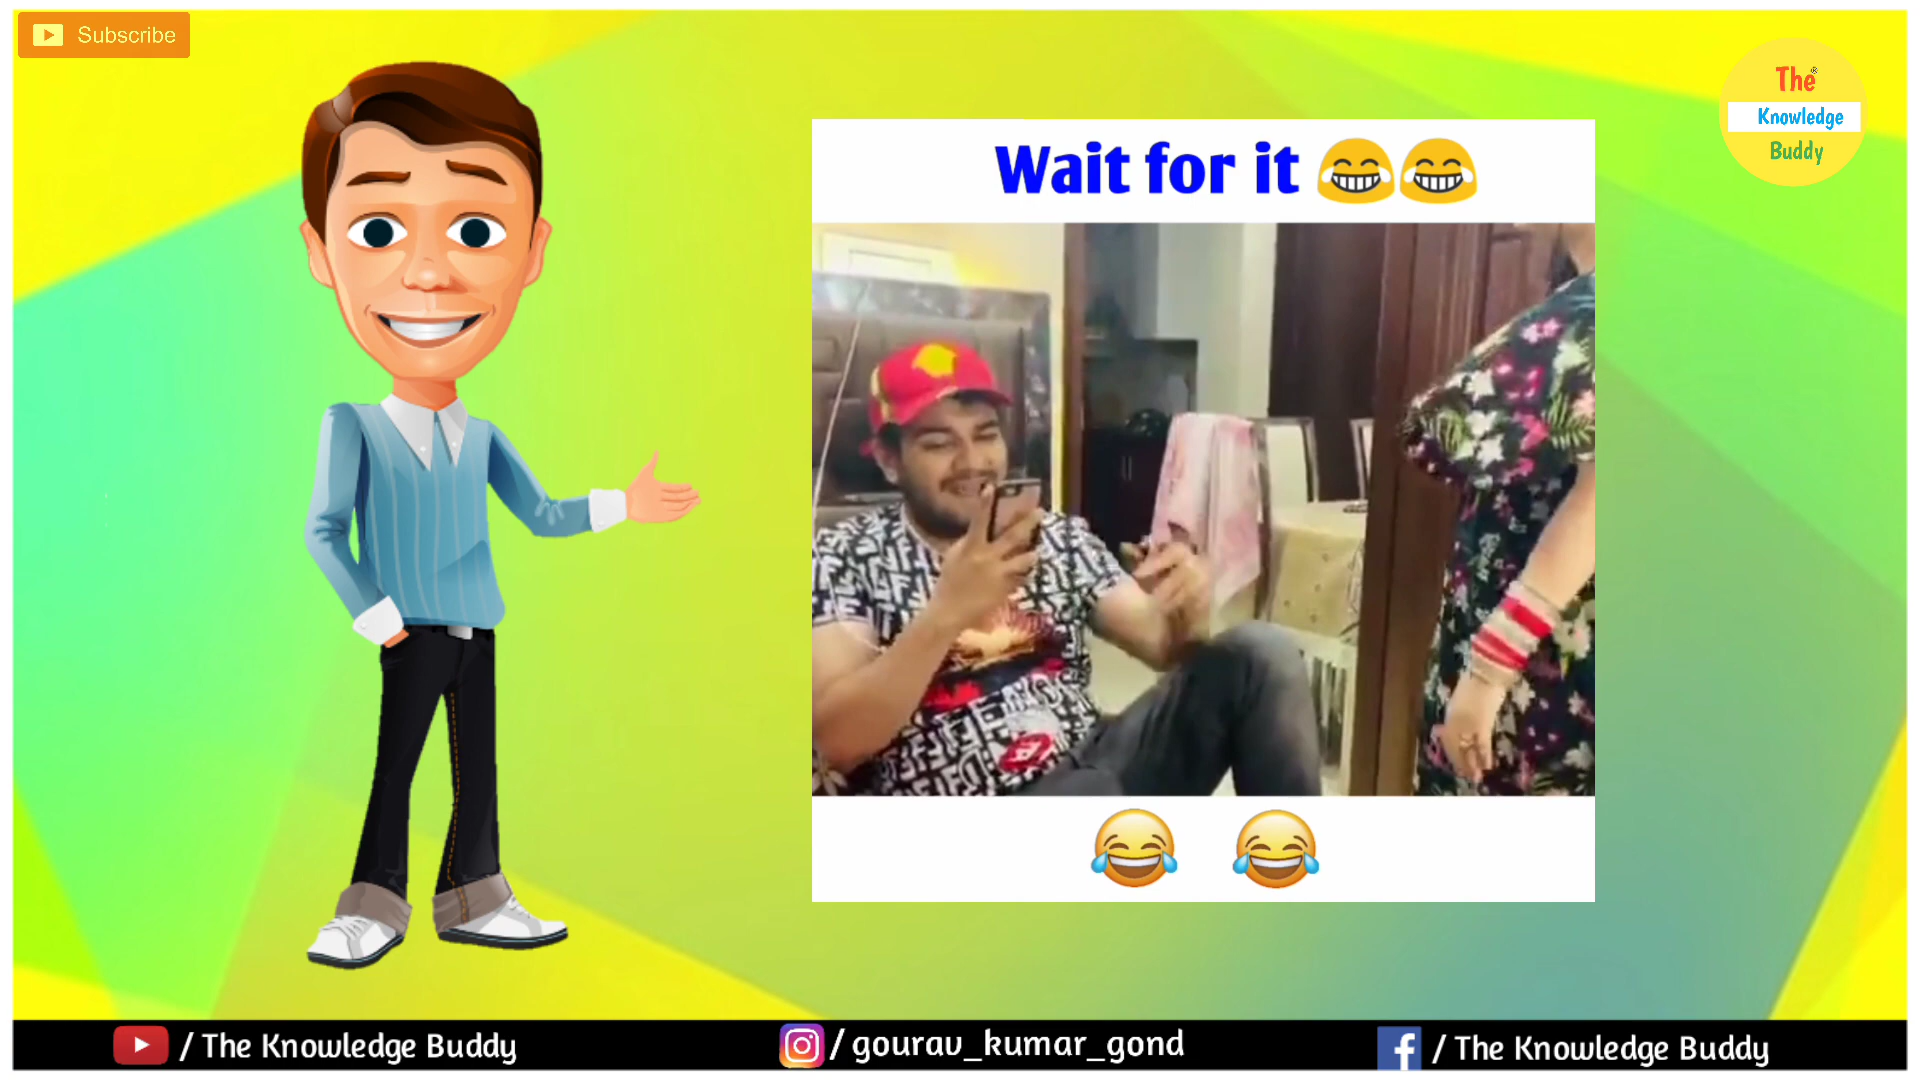 Subscribe
The
Knowledge
Buddy
Wait for it 😂😂
/ The Knowledge Buddy
/ gourav_kumar_gond
/ The Knowledge Buddy